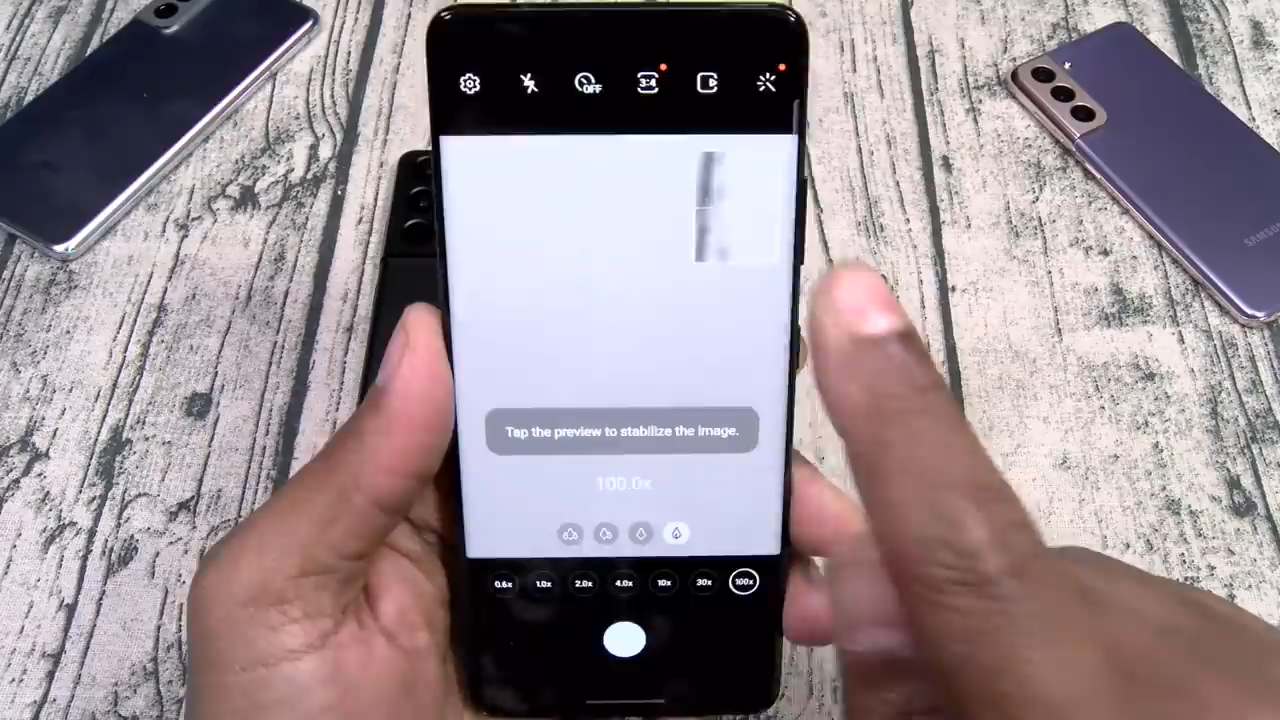 OFF
3:4
Tap the preview to stabilize the image.
100.0x
0.6x 1.0x 2.0x 4.0x 10x 30x 100x
SAMSUNG